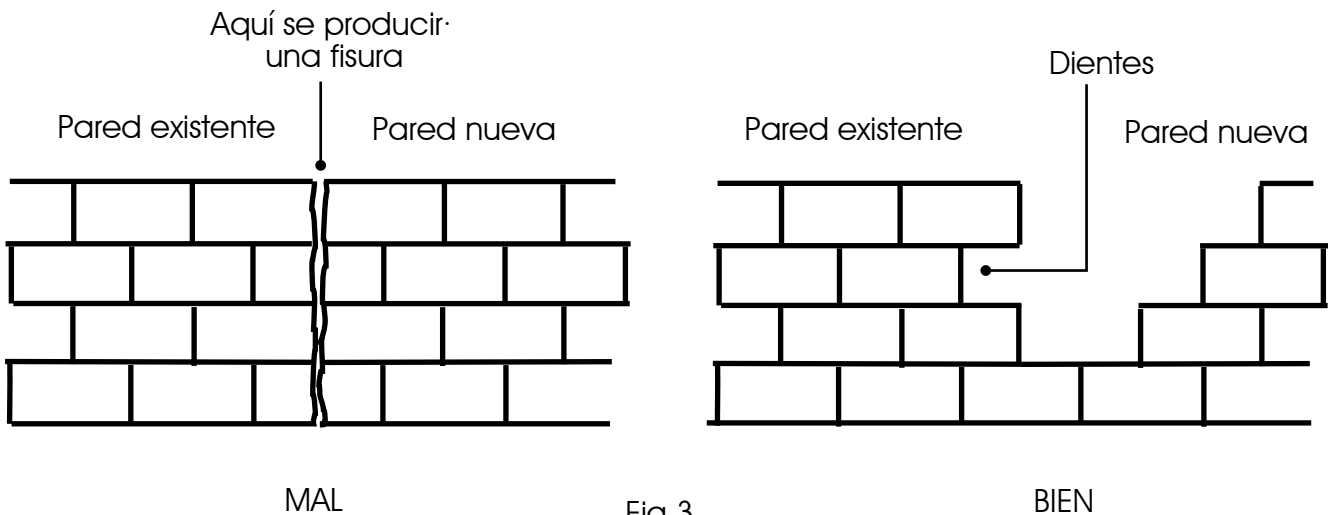 Aquí se producir·
una fisura
Pared existente
Pared nueva
Dientes
Pared existente
Pared nueva
MAL
Fig 3
BIEN